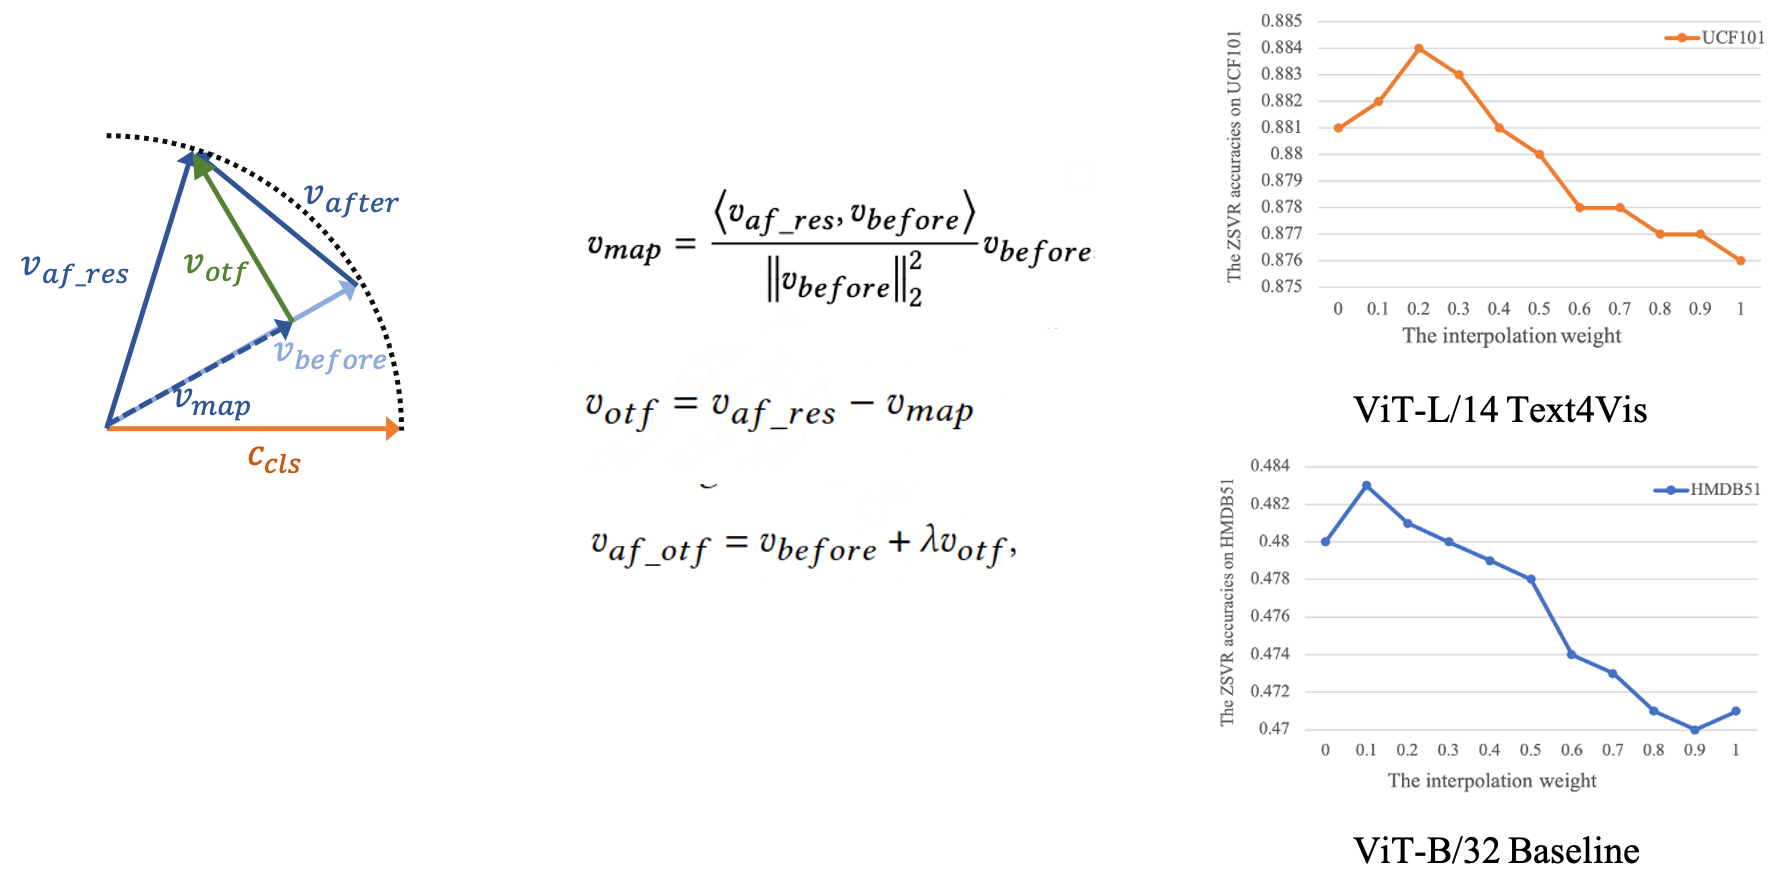 v_after
v_af_res
v_otf
v_before
v_map
c_cls
v_map = ⟨v_af_res, v_before⟩ / ‖v_before‖₂² v_before
v_otf = v_af_res − v_map
v_af_otf = v_before + λv_otf,
The ZSVR accuracies on UCF101
UCF101
0.885
0.884
0.883
0.882
0.881
0.88
0.879
0.878
0.877
0.876
0.875
0 0.1 0.2 0.3 0.4 0.5 0.6 0.7 0.8 0.9 1
The interpolation weight
ViT-L/14 Text4Vis
The ZSVR accuracies on HMDB51
HMDB51
0.484
0.482
0.48
0.478
0.476
0.474
0.472
0.47
0 0.1 0.2 0.3 0.4 0.5 0.6 0.7 0.8 0.9 1
The interpolation weight
ViT-B/32 Baseline